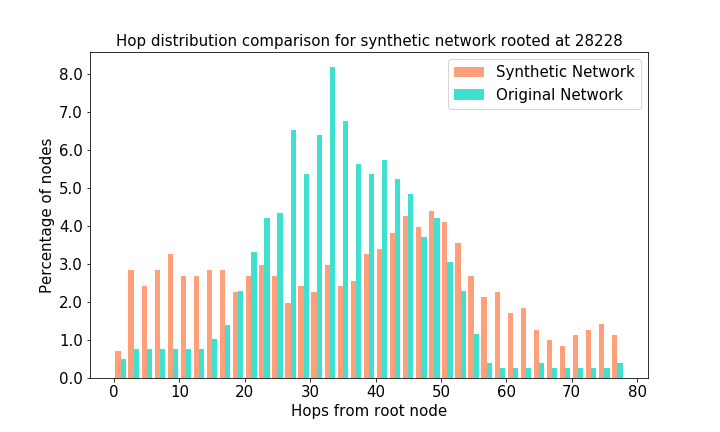 Hop distribution comparison for synthetic network rooted at 28228
Synthetic Network
Original Network
Percentage of nodes
8.0
7.0
6.0
5.0
4.0
3.0
2.0
1.0
0.0
0 10 20 30 40 50 60 70 80
Hops from root node